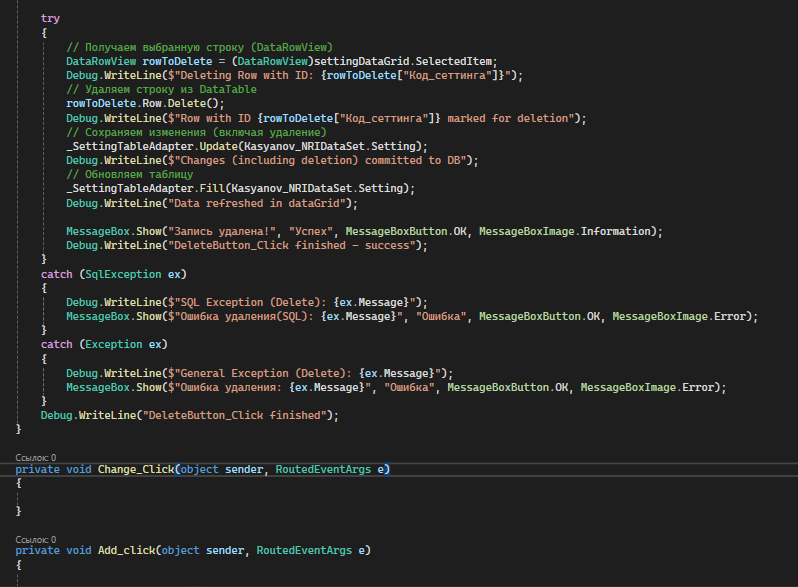 try
{
// Получаем выбранную строку (DataRowView)
DataRowView rowToDelete = (DataRowView)settingDataGrid.SelectedItem;
Debug.WriteLine($"Deleting Row with ID: {rowToDelete["Код_сеттинга"]}");
// Удаляем строку из DataTable
rowToDelete.Row.Delete();
Debug.WriteLine($"Row with ID {rowToDelete["Код_сеттинга"]} marked for deletion");
// Сохраняем изменения (включая удаление)
_SettingTableAdapter.Update(Kasyanov_NRIDataSet.Setting);
Debug.WriteLine($"Changes (including deletion) committed to DB");
// Обновляем таблицу
_SettingTableAdapter.Fill(Kasyanov_NRIDataSet.Setting);
Debug.WriteLine("Data refreshed in dataGrid");
MessageBox.Show("Запись удалена!", "Успех", MessageBoxButton.OK, MessageBoxImage.Information);
Debug.WriteLine("DeleteButton_Click finished - success");
}
catch (SqlException ex)
{
Debug.WriteLine($"SQL Exception (Delete): {ex.Message}");
MessageBox.Show($"Ошибка удаления(SQL): {ex.Message}", "Ошибка", MessageBoxButton.OK, MessageBoxImage.Error);
}
catch (Exception ex)
{
Debug.WriteLine($"General Exception (Delete): {ex.Message}");
MessageBox.Show($"Ошибка удаления: {ex.Message}", "Ошибка", MessageBoxButton.OK, MessageBoxImage.Error);
}
Debug.WriteLine("DeleteButton_Click finished");
}
Ссылок: 0
private void Change_Click(object sender, RoutedEventArgs e)
{
}
Ссылок: 0
private void Add_click(object sender, RoutedEventArgs e)
{